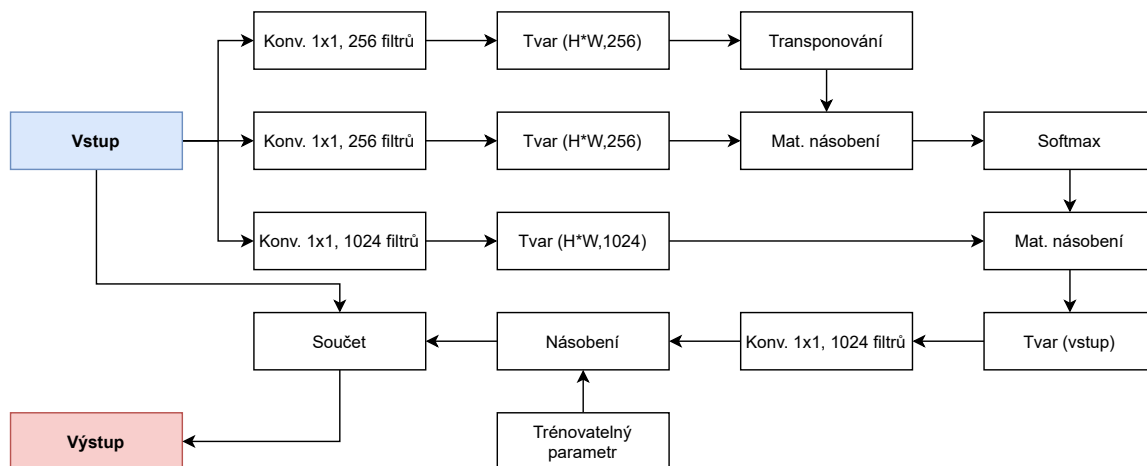 Konv. 1x1, 256 filtrů
Tvar (H*W,256)
Transponování
Vstup
Konv. 1x1, 256 filtrů
Tvar (H*W,256)
Mat. násobení
Softmax
Konv. 1x1, 1024 filtrů
Tvar (H*W,1024)
Mat. násobení
Součet
Násobení
Konv. 1x1, 1024 filtrů
Tvar (vstup)
Výstup
Trénovatelný
parametr